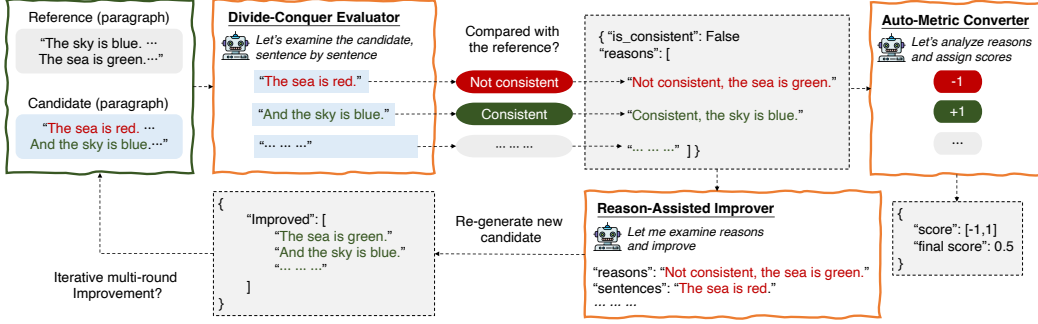 Reference (paragraph)
“The sky is blue. ···
The sea is green.···”
Candidate (paragraph)
“The sea is red. ···
And the sky is blue.···”
Divide-Conquer Evaluator
Let's examine the candidate,
sentence by sentence
“The sea is red.”
“And the sky is blue.”
“··· ··· ···”
Compared with
the reference?
Not consistent
Consistent
··· ··· ···
{ “is_consistent”: False
“reasons”: [
“Not consistent, the sea is green.”
“Consistent, the sky is blue.”
“··· ··· ···” ] }
Auto-Metric Converter
Let's analyze reasons
and assign scores
-1
+1
···
{
“score”: [-1,1]
“final score”: 0.5
}
Reason-Assisted Improver
Let me examine reasons
and improve
“reasons”: “Not consistent, the sea is green.”
“sentences”: “The sea is red.”
··· ··· ···
Re-generate new
candidate
{
“Improved”: [
“The sea is green.”
“And the sky is blue.”
“··· ··· ···”
]
}
Iterative multi-round
Improvement?